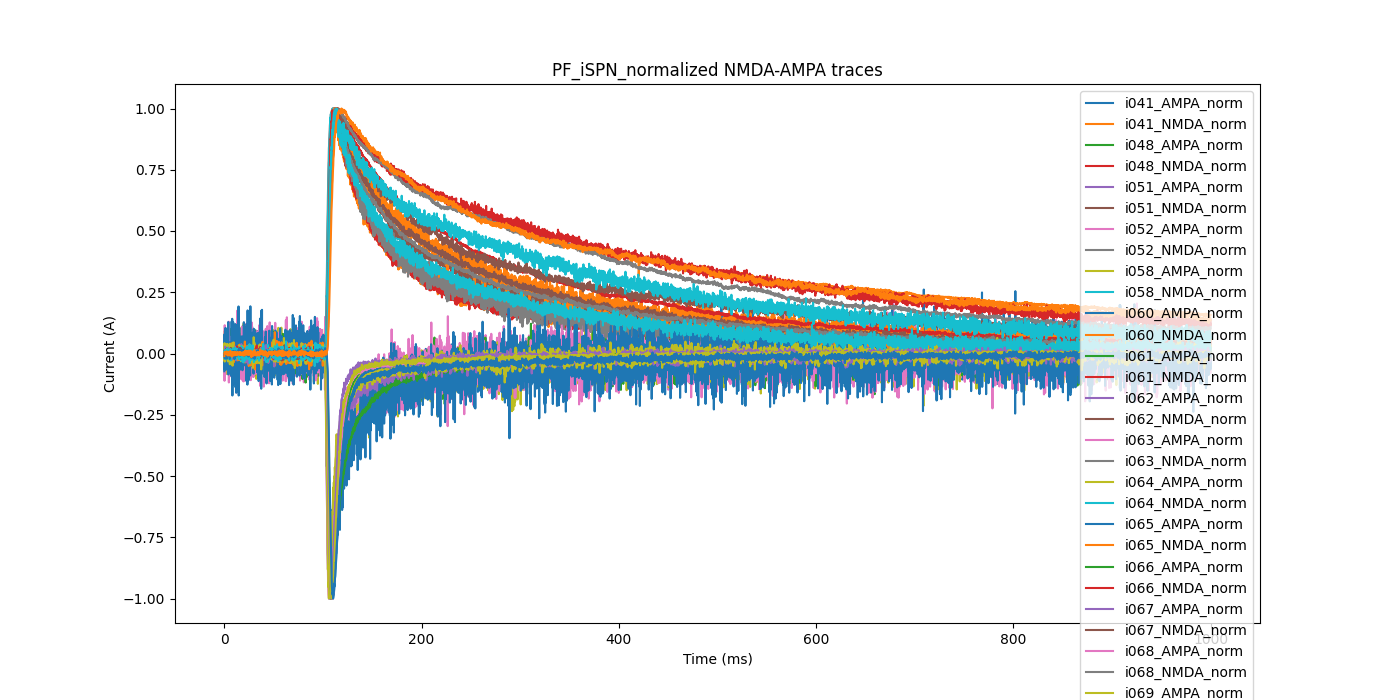 PF_iSPN_normalized NMDA-AMPA traces
Current (A)
1.00
0.75
0.50
0.25
0.00
−0.25
−0.50
−0.75
−1.00
0
200
400
600
800
1000
Time (ms)
i041_AMPA_norm
i041_NMDA_norm
i048_AMPA_norm
i048_NMDA_norm
i051_AMPA_norm
i051_NMDA_norm
i052_AMPA_norm
i052_NMDA_norm
i058_AMPA_norm
i058_NMDA_norm
i060_AMPA_norm
i060_NMDA_norm
i061_AMPA_norm
i061_NMDA_norm
i062_AMPA_norm
i062_NMDA_norm
i063_AMPA_norm
i063_NMDA_norm
i064_AMPA_norm
i064_NMDA_norm
i065_AMPA_norm
i065_NMDA_norm
i066_AMPA_norm
i066_NMDA_norm
i067_AMPA_norm
i067_NMDA_norm
i068_AMPA_norm
i068_NMDA_norm
i069_AMPA_norm